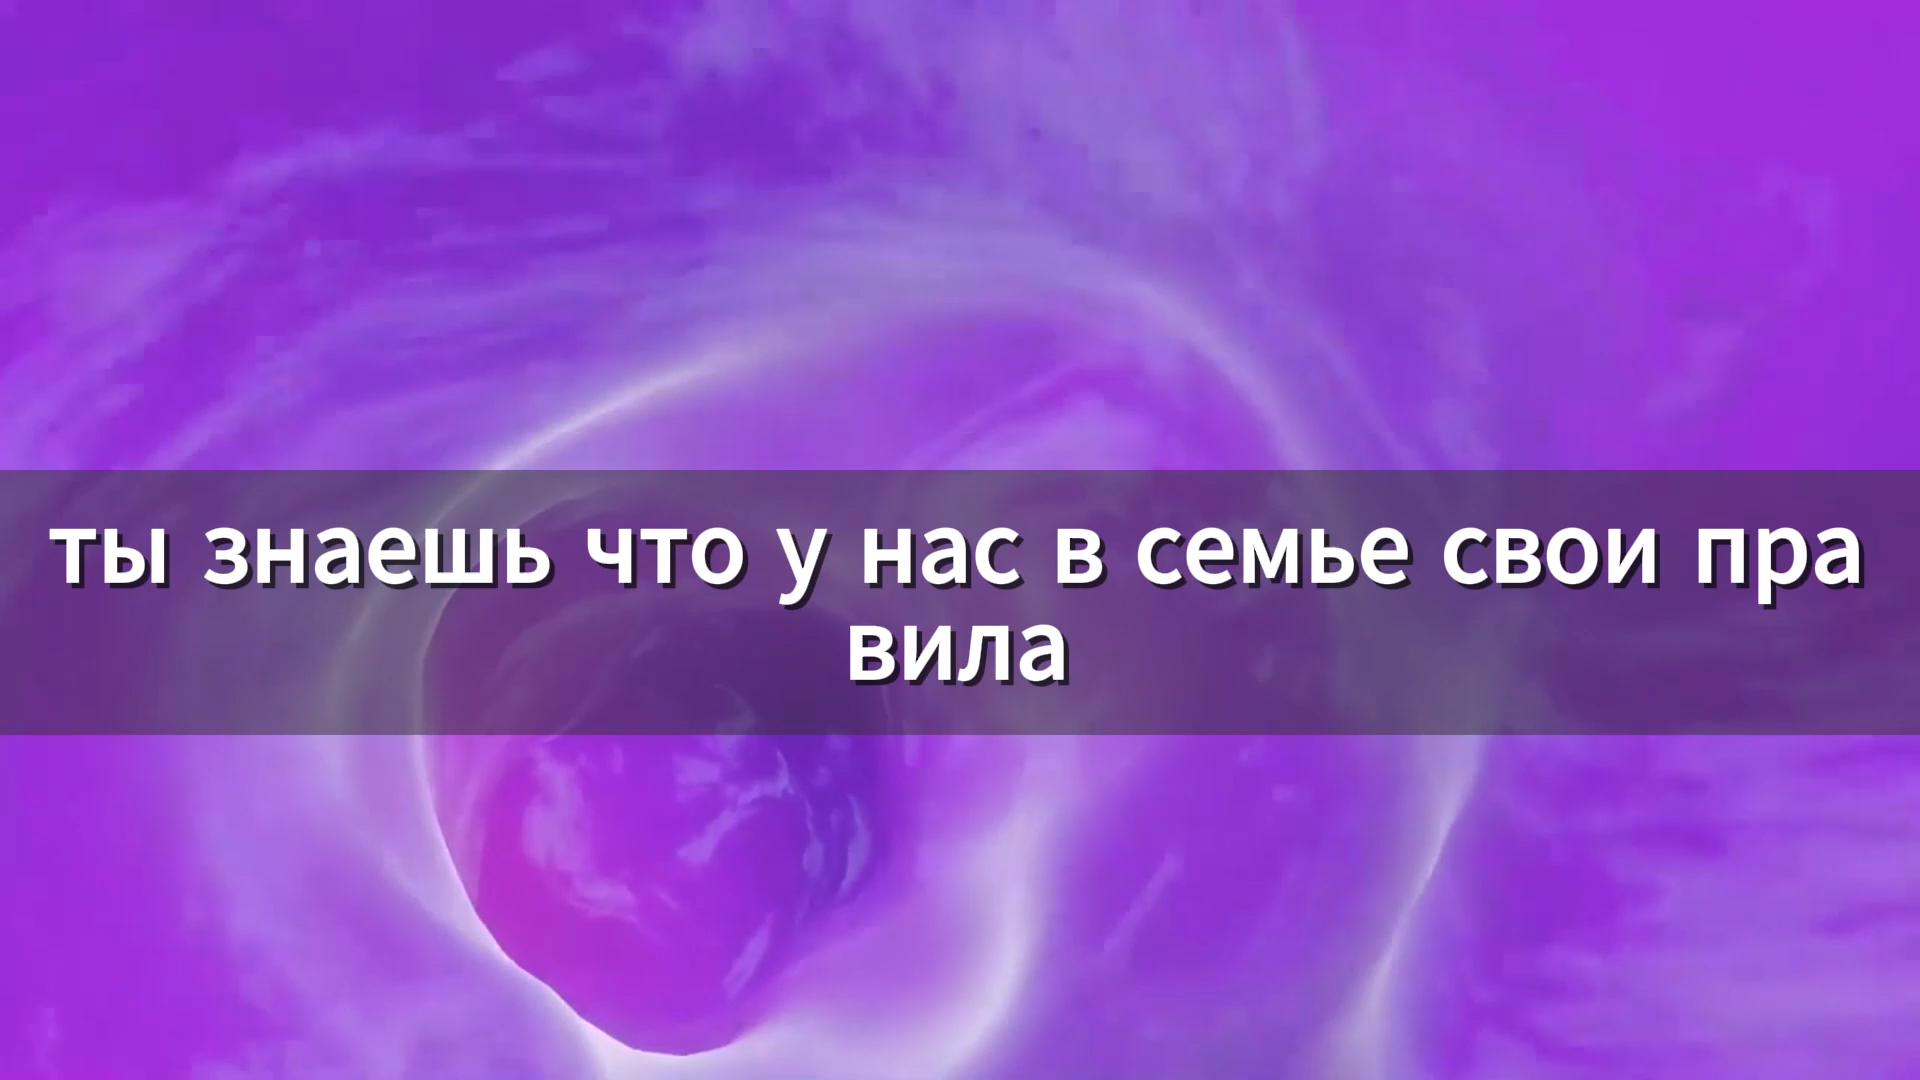 ты знаешь что у нас в семье свои пра
вила